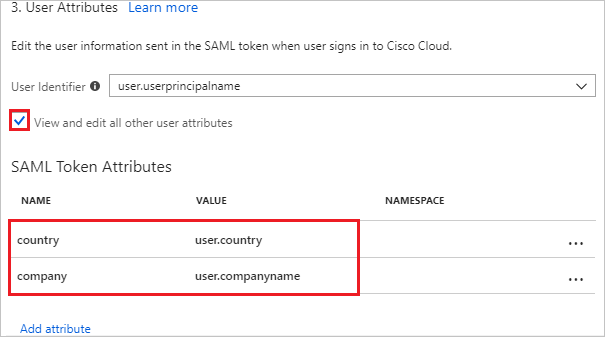 3. User Attributes Learn more
Edit the user information sent in the SAML token when user signs in to Cisco Cloud.
User Identifier user.userprincipalname
View and edit all other user attributes
SAML Token Attributes
NAME VALUE NAMESPACE
country user.country ...
company user.companyname ...
Add attribute